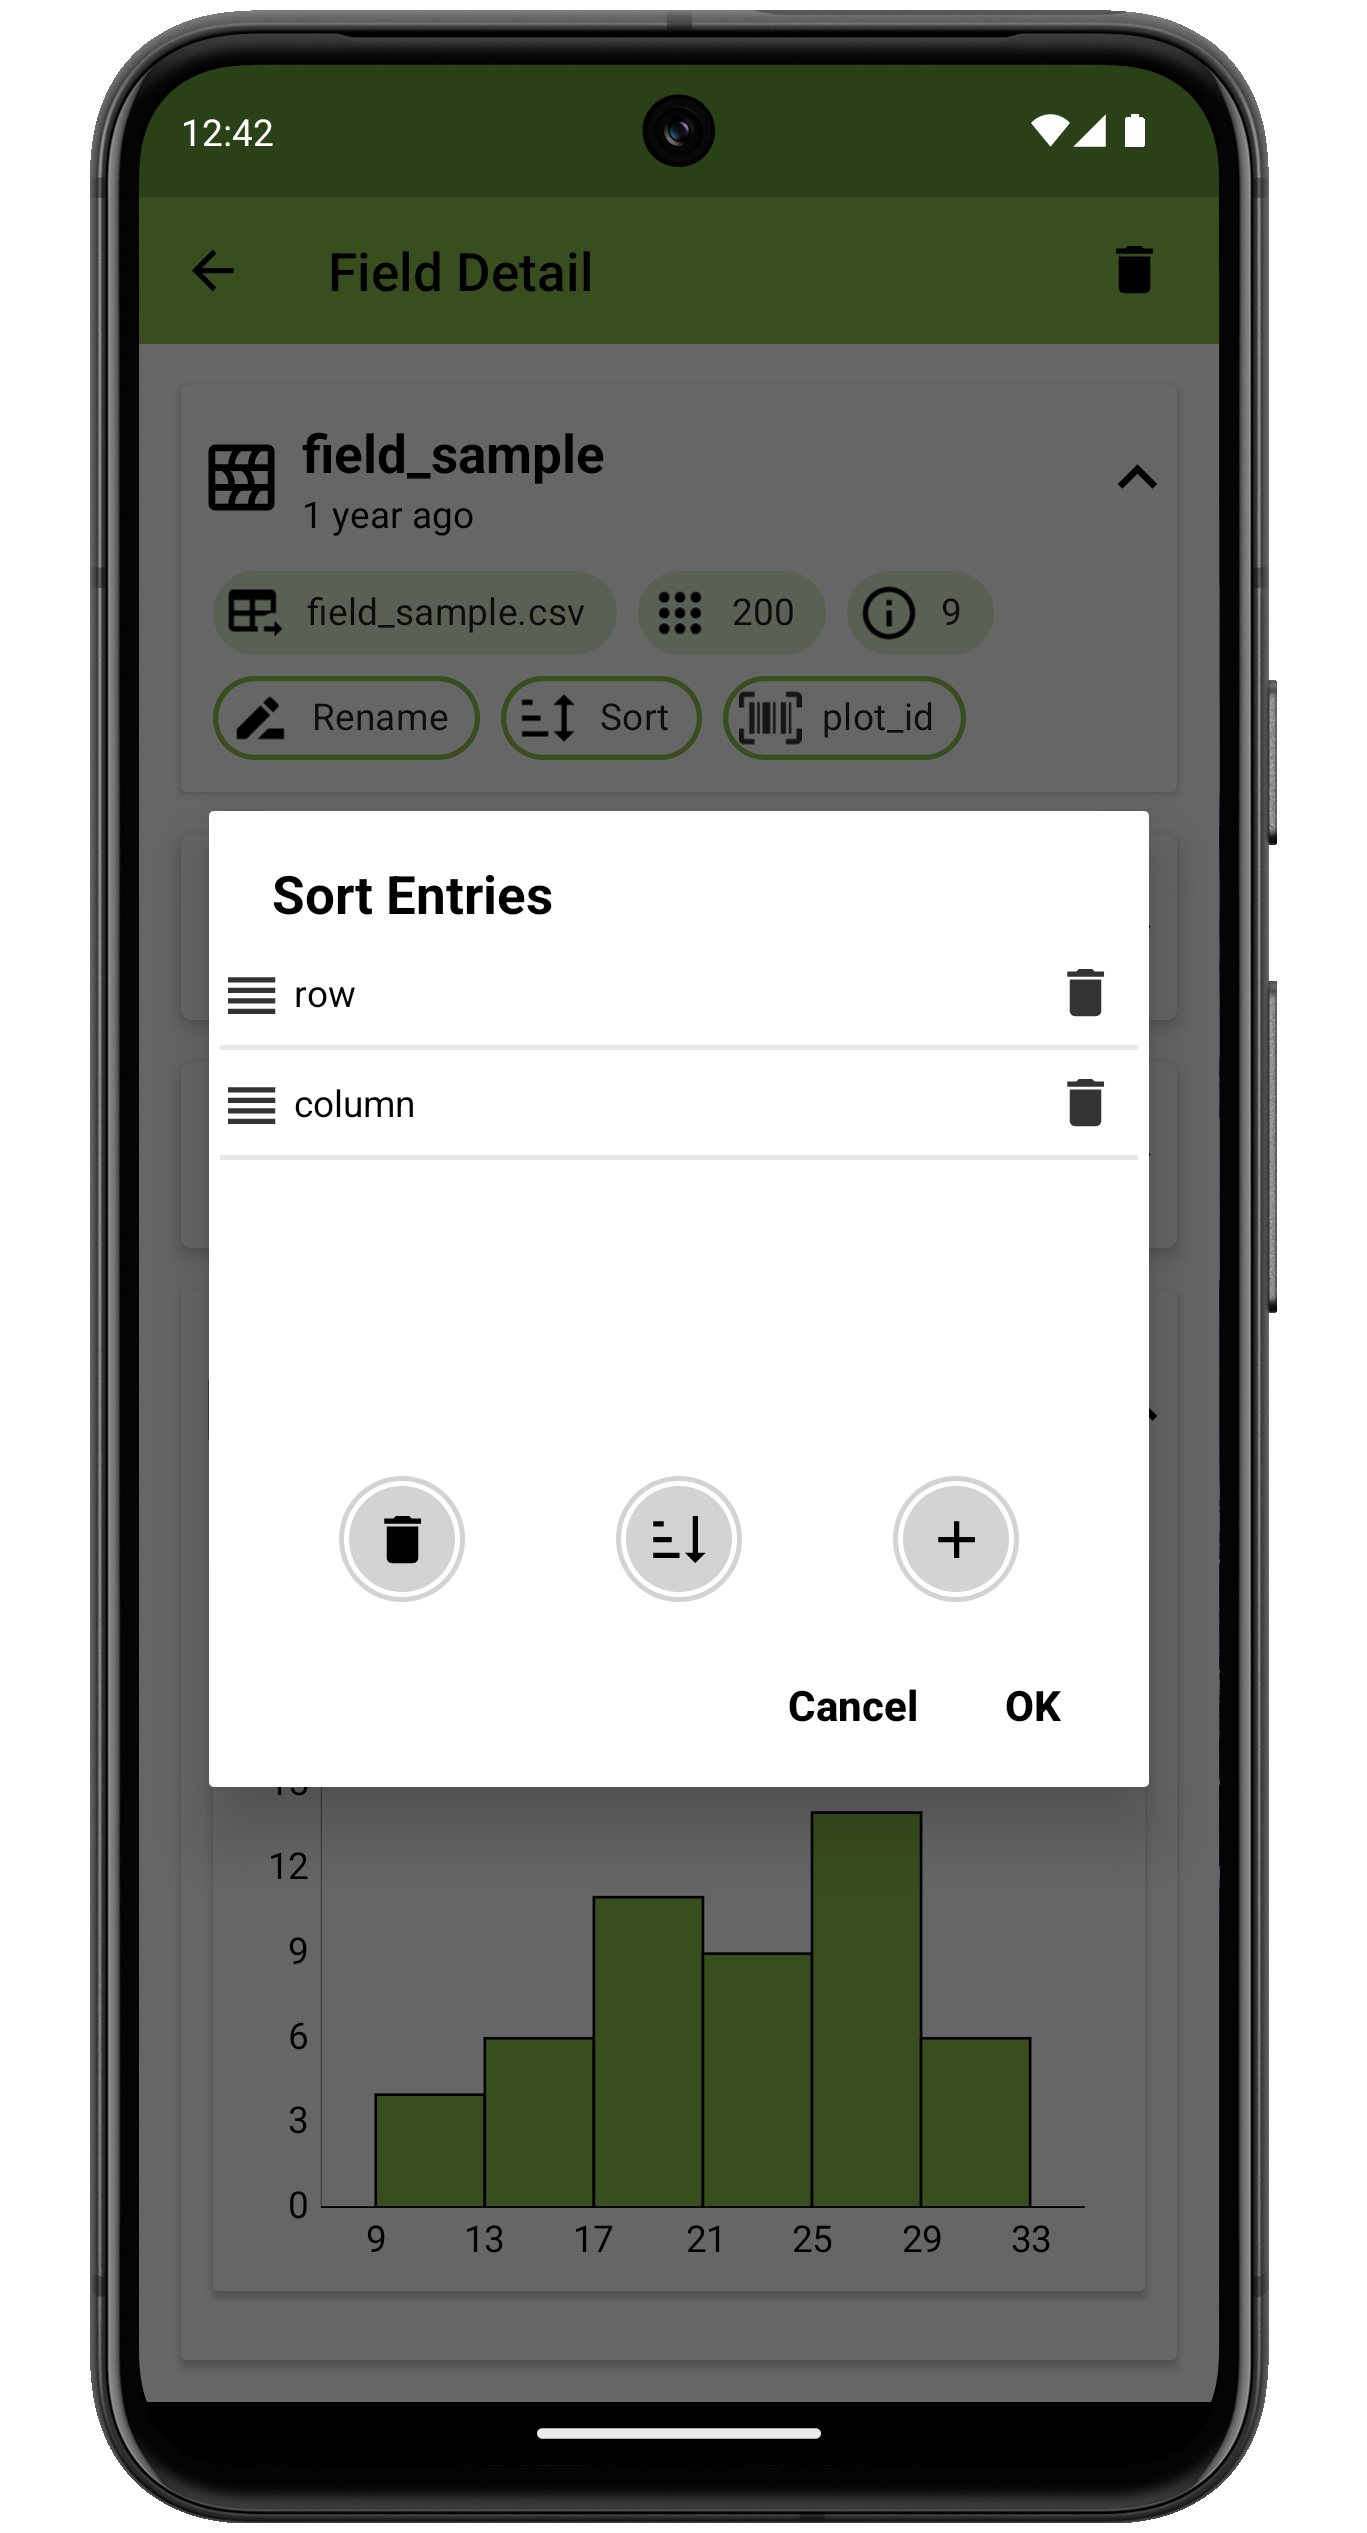 12:42
Field Detail
field_sample
1 year ago
field_sample.csv 200 9
Rename Sort plot_id
Sort Entries
row
column
Cancel OK
12
9
6
3
0
9 13 17 21 25 29 33